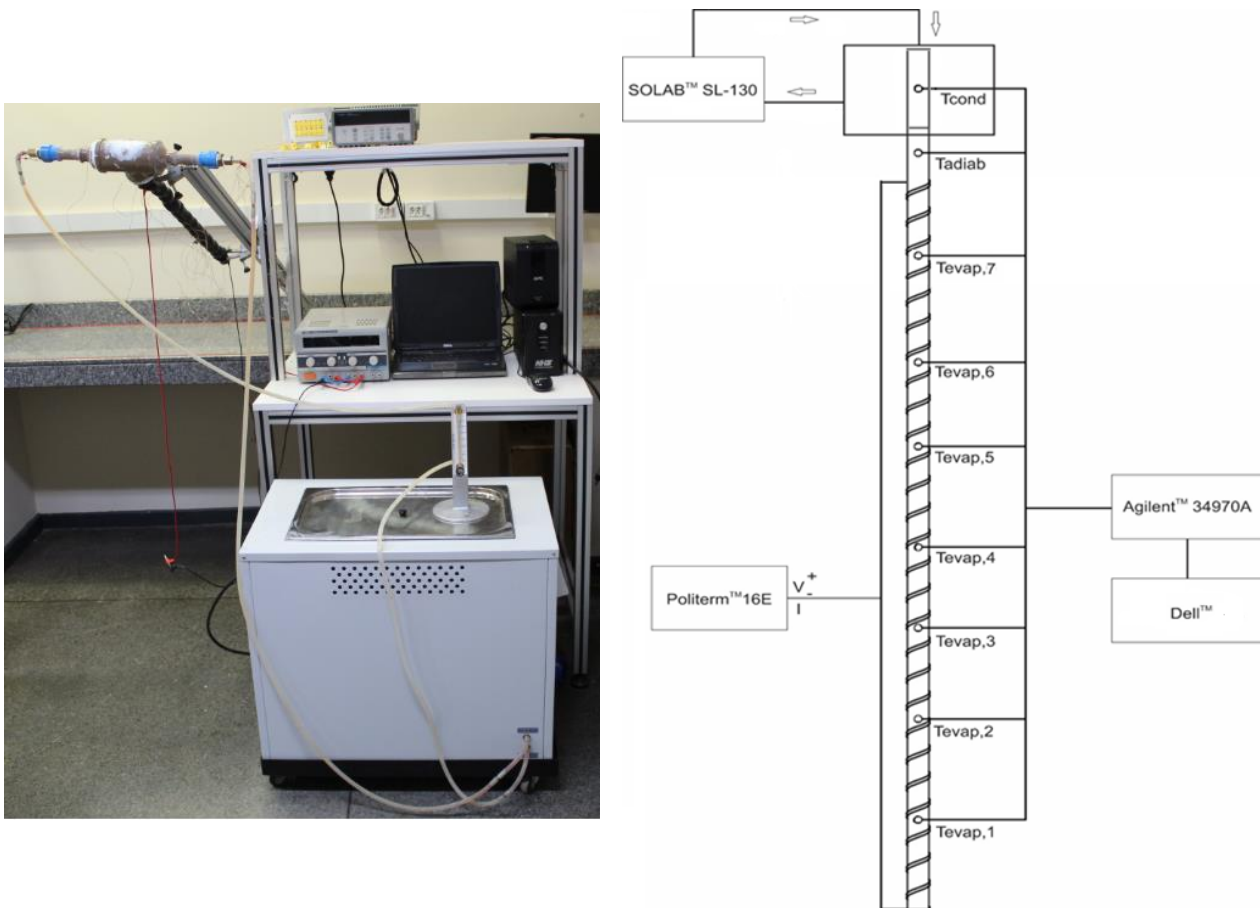 SOLAB™ SL-130
Tcond
Tadiab
Tevap,7
Tevap,6
Tevap,5
Tevap,4
Agilent™ 34970A
Politerm™16E
V +
-
I
Dell™
Tevap,3
Tevap,2
Tevap,1